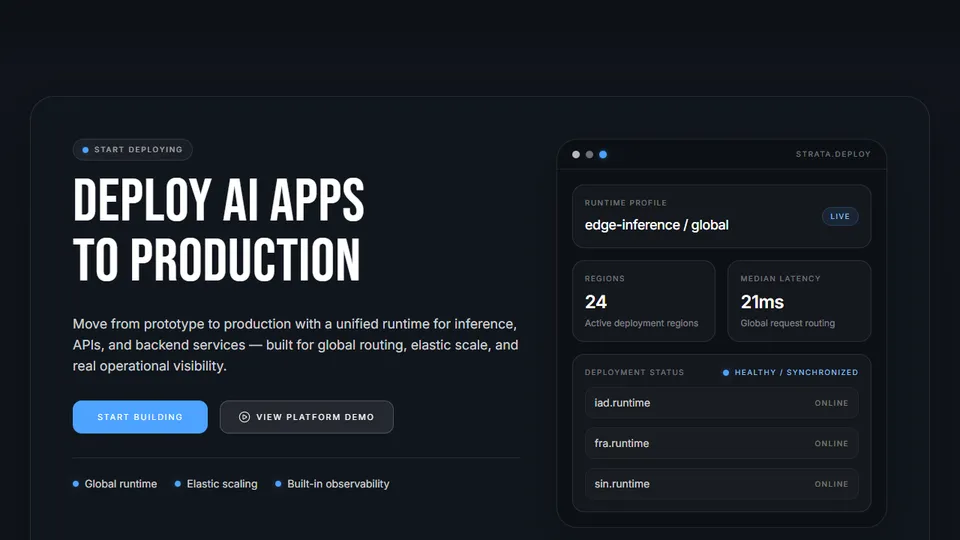 START DEPLOYING
DEPLOY AI APPS
TO PRODUCTION
Move from prototype to production with a unified runtime for inference,
APIs, and backend services — built for global routing, elastic scale, and
real operational visibility.
START BUILDING
VIEW PLATFORM DEMO
Global runtime
Elastic scaling
Built-in observability
STRATA.DEPLOY
RUNTIME PROFILE
edge-inference / global
LIVE
REGIONS
24
Active deployment regions
MEDIAN LATENCY
21ms
Global request routing
DEPLOYMENT STATUS
HEALTHY / SYNCHRONIZED
iad.runtime
ONLINE
fra.runtime
ONLINE
sin.runtime
ONLINE